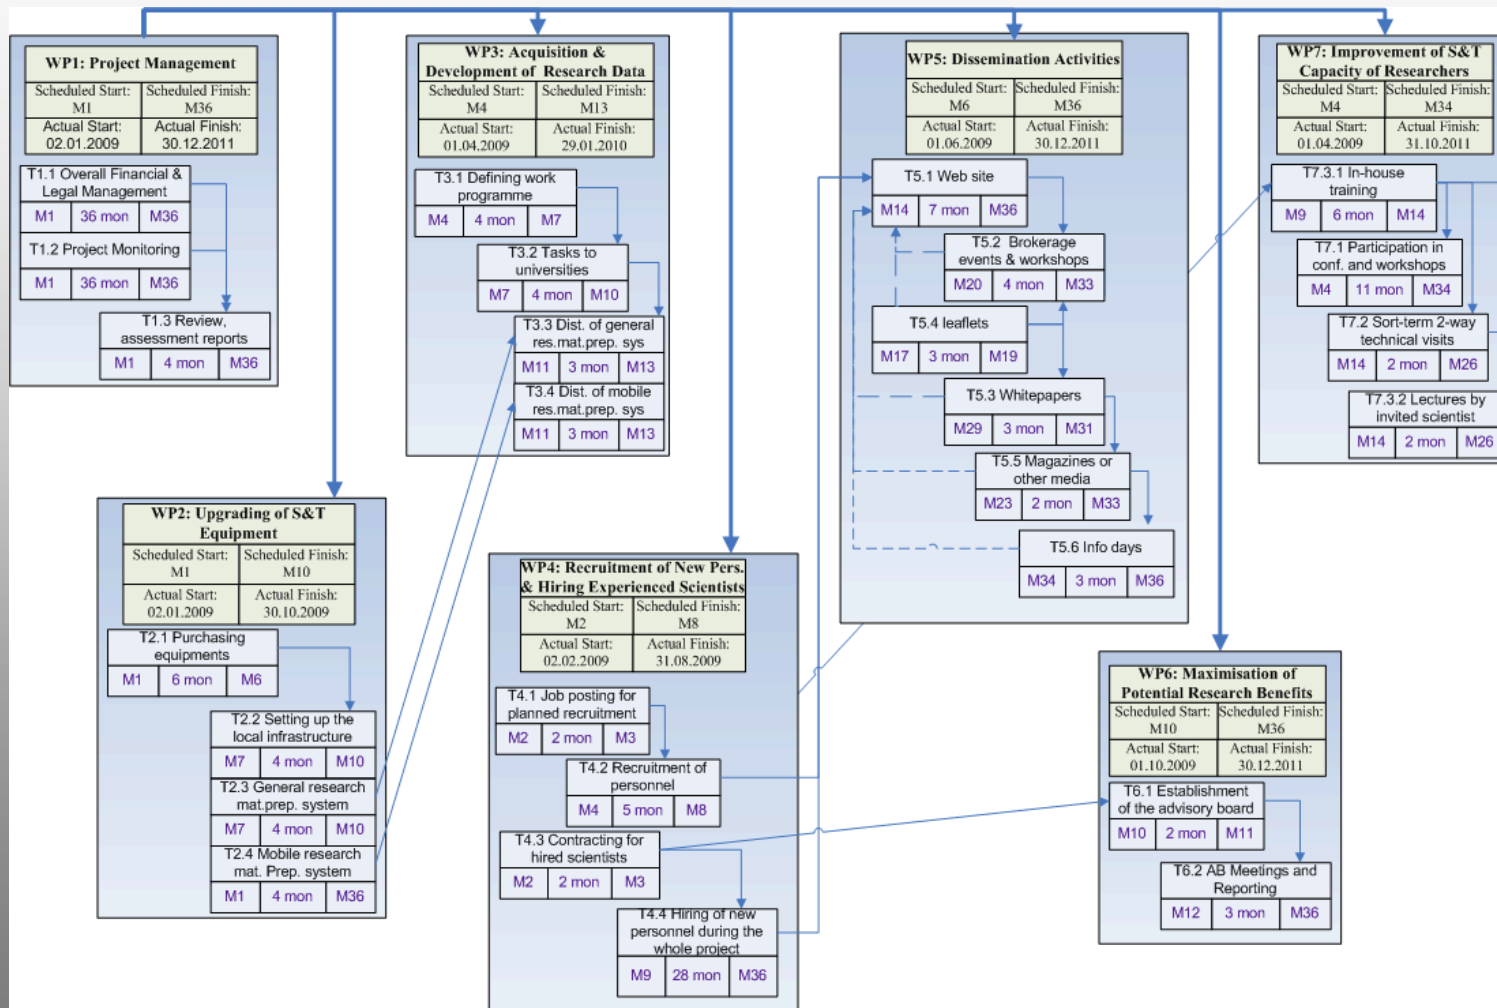 WP1: Project Management
Scheduled Start: Scheduled Finish:
M1 M36
Actual Start: Actual Finish:
02.01.2009 30.12.2011
T1.1 Overall Financial &
Legal Management
M1 36 mon M36
T1.2 Project Monitoring
M1 36 mon M36
T1.3 Review,
assessment reports
M1 4 mon M36
WP2: Upgrading of S&T
Equipment
Scheduled Start: Scheduled Finish:
M1 M10
Actual Start: Actual Finish:
02.01.2009 30.10.2009
T2.1 Purchasing
equipments
M1 6 mon M6
T2.2 Setting up the
local infrastructure
M7 4 mon M10
T2.3 General research
mat.prep. system
M7 4 mon M10
T2.4 Mobile research
mat. Prep. system
M1 4 mon M36
WP3: Acquisition &
Development of Research Data
Scheduled Start: Scheduled Finish:
M4 M13
Actual Start: Actual Finish:
01.04.2009 29.01.2010
T3.1 Defining work
programme
M4 4 mon M7
T3.2 Tasks to
universities
M7 4 mon M10
T3.3 Dist. of general
res.mat.prep. sys
M11 3 mon M13
T3.4 Dist. of mobile
res.mat.prep. sys
M11 3 mon M13
WP4: Recruitment of New Pers.
& Hiring Experienced Scientists
Scheduled Start: Scheduled Finish:
M2 M8
Actual Start: Actual Finish:
02.02.2009 31.08.2009
T4.1 Job posting for
planned recruitment
M2 2 mon M3
T4.2 Recruitment of
personnel
M4 5 mon M8
T4.3 Contracting for
hired scientists
M2 2 mon M3
T4.4 Hiring of new
personnel during the
whole project
M9 28 mon M36
WP5: Dissemination Activities
Scheduled Start: Scheduled Finish:
M6 M36
Actual Start: Actual Finish:
01.06.2009 30.12.2011
T5.1 Web site
M14 7 mon M36
T5.2 Brokerage
events & workshops
M20 4 mon M33
T5.4 leaflets
M17 3 mon M19
T5.3 Whitepapers
M29 3 mon M31
T5.5 Magazines or
other media
M23 2 mon M33
T5.6 Info days
M34 3 mon M36
WP6: Maximisation of
Potential Research Benefits
Scheduled Start: Scheduled Finish:
M10 M36
Actual Start: Actual Finish:
01.10.2009 30.12.2011
T6.1 Establishment
of the advisory board
M10 2 mon M11
T6.2 AB Meetings and
Reporting
M12 3 mon M36
WP7: Improvement of S&T
Capacity of Researchers
Scheduled Start: Scheduled Finish:
M4 M34
Actual Start: Actual Finish:
01.04.2009 31.10.2011
T7.3.1 In-house
training
M9 6 mon M14
T7.1 Participation in
conf. and workshops
M4 11 mon M34
T7.2 Sort-term 2-way
technical visits
M14 2 mon M26
T7.3.2 Lectures by
invited scientist
M14 2 mon M26